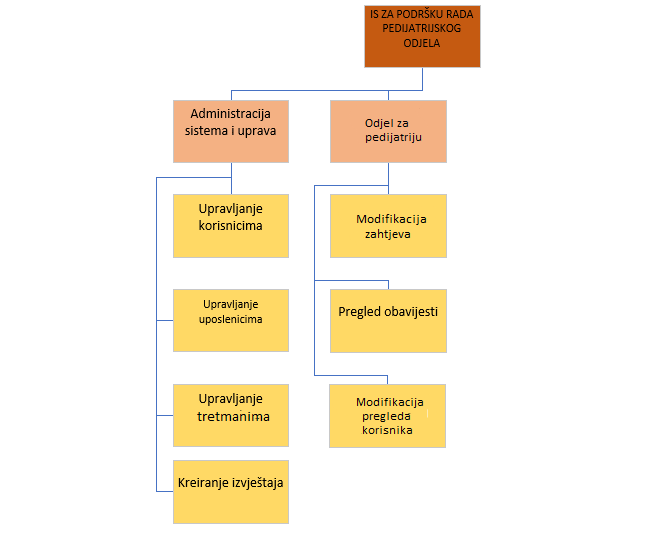 IS ZA PODRŠKU RADA
PEDIJATRIJSKOG
ODJELA
Administracija
sistema i uprava
Odjel za
pedijatriju
Upravljanje
korisnicima
Modifikacija
zahtjeva
Upravljanje
uposlenicima
Pregled obavijesti
Upravljanje
tretmanima
Modifikacija
pregleda
korisnika
Kreiranje izvještaja